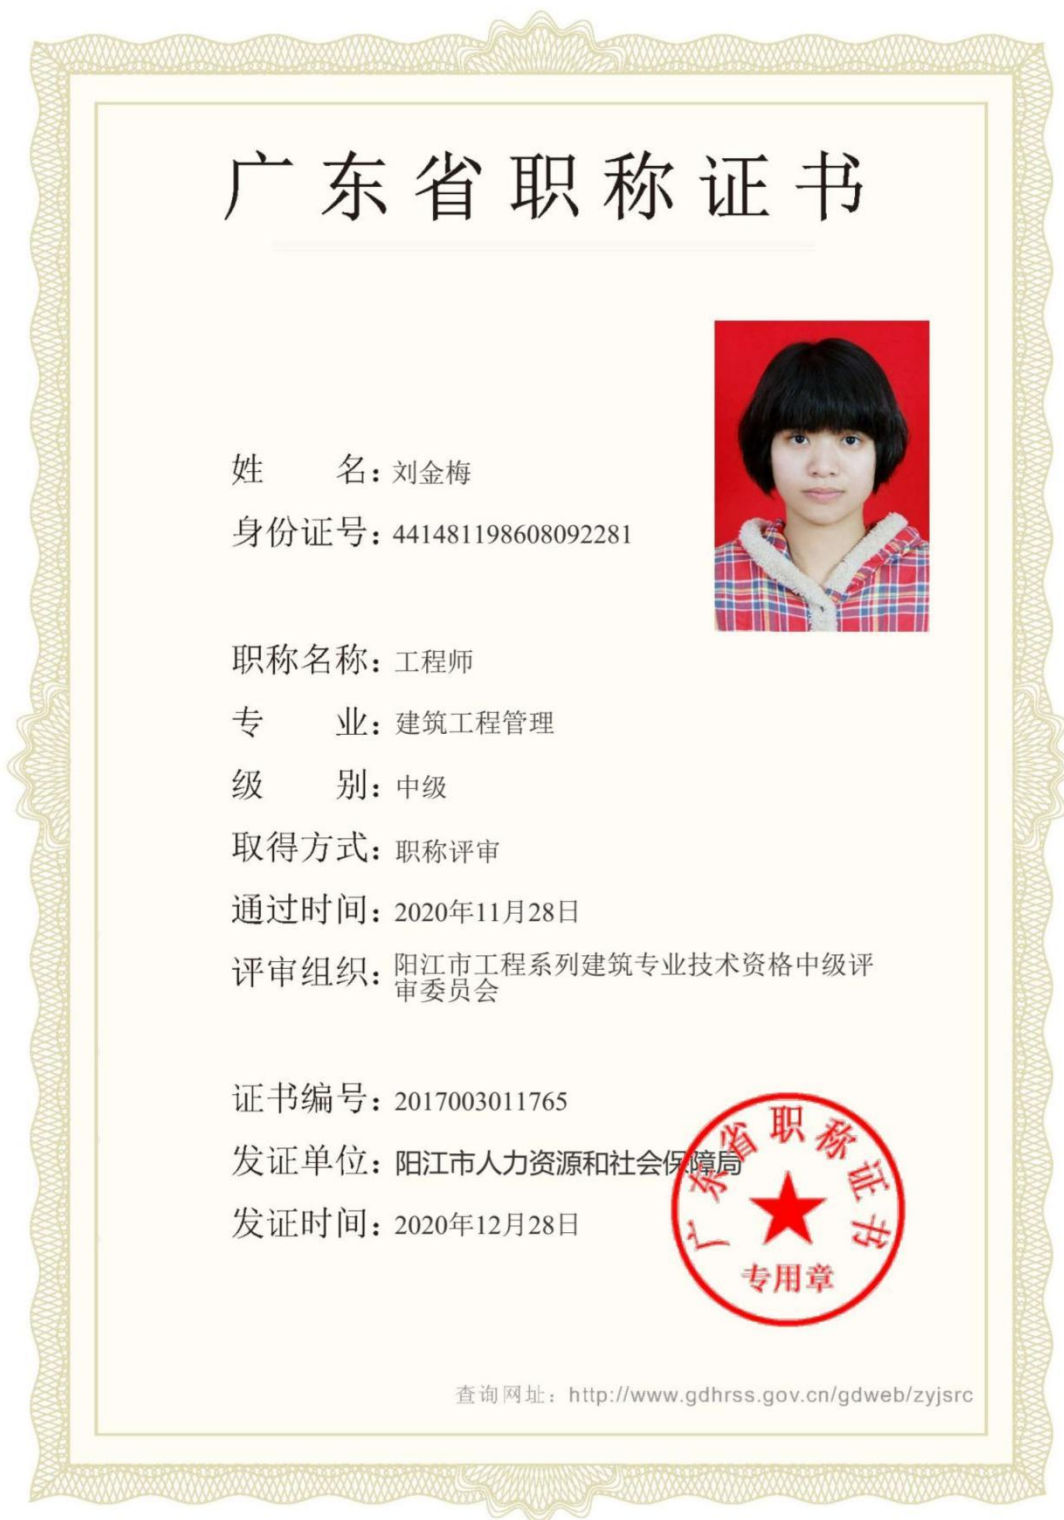 广东省职称证书
姓 名：刘金梅
身份证号：441481198608092281
职称名称：工程师
专 业：建筑工程管理
级 别：中级
取得方式：职称评审
通过时间：2020年11月28日
评审组织：阳江市工程系列建筑专业技术资格中级评
审委员会
证书编号：2017003011765
发证单位：阳江市人力资源和社会保障局
发证时间：2020年12月28日
广东省职称证书
专用章
查询网址：http://www.gdhrss.gov.cn/gdweb/zyjsrc